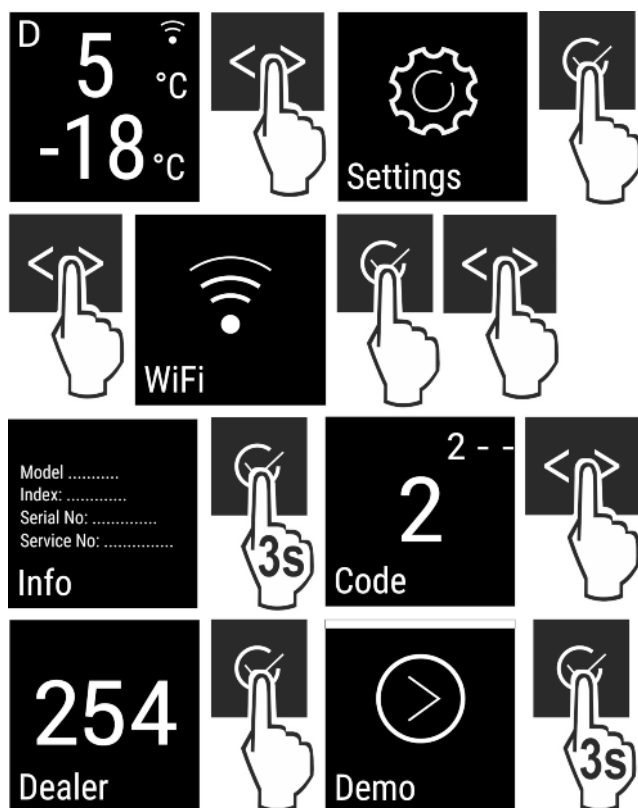 D
5 °C
-18 °C
Settings
WiFi
Model ...........
Index: .............
Serial No: ..............
Service No: ...............
Info
3s
2 - -
2
Code
254
Dealer
Demo
3s